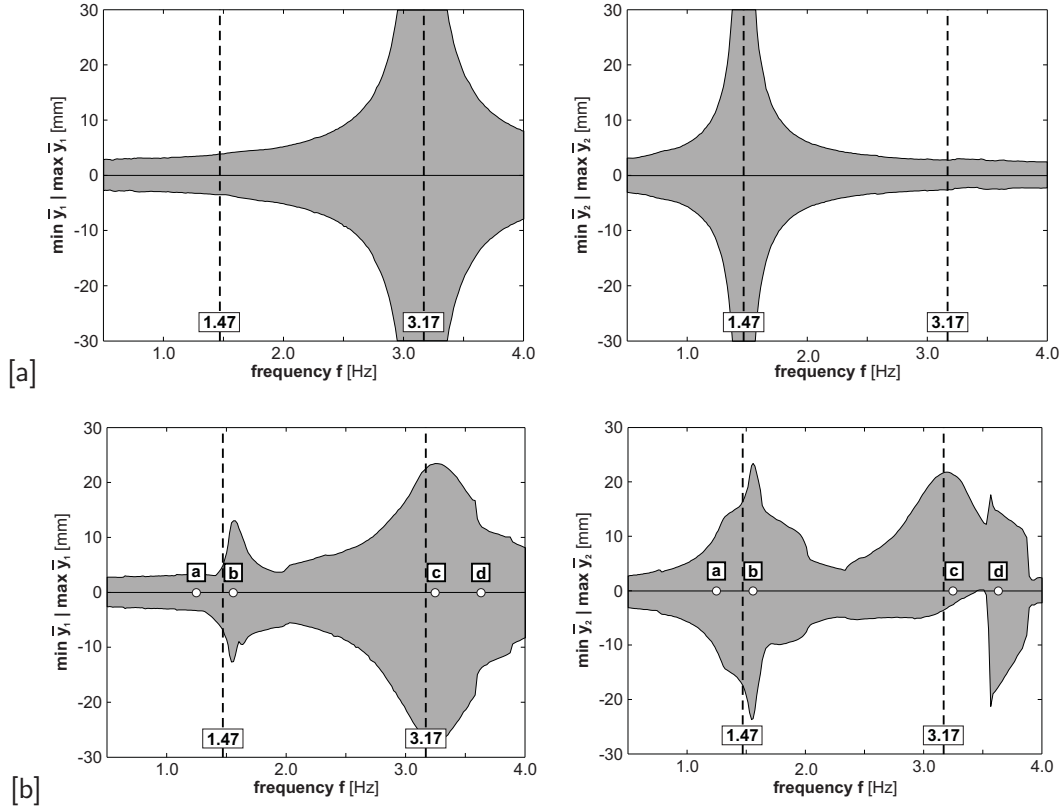 30
20
10
0
-10
-20
-30
min ȳ₁ | max ȳ₁ [mm]
1.47
3.17
1.0 2.0 3.0 4.0
frequency f [Hz]
30
20
10
0
-10
-20
-30
min ȳ₂ | max ȳ₂ [mm]
1.47
3.17
1.0 2.0 3.0 4.0
frequency f [Hz]
[a]
30
20
10
0
-10
-20
-30
min ȳ₁ | max ȳ₁ [mm]
a b c d
1.47
3.17
1.0 2.0 3.0 4.0
frequency f [Hz]
30
20
10
0
-10
-20
-30
min ȳ₂ | max ȳ₂ [mm]
a b c d
1.47
3.17
1.0 2.0 3.0 4.0
frequency f [Hz]
[b]